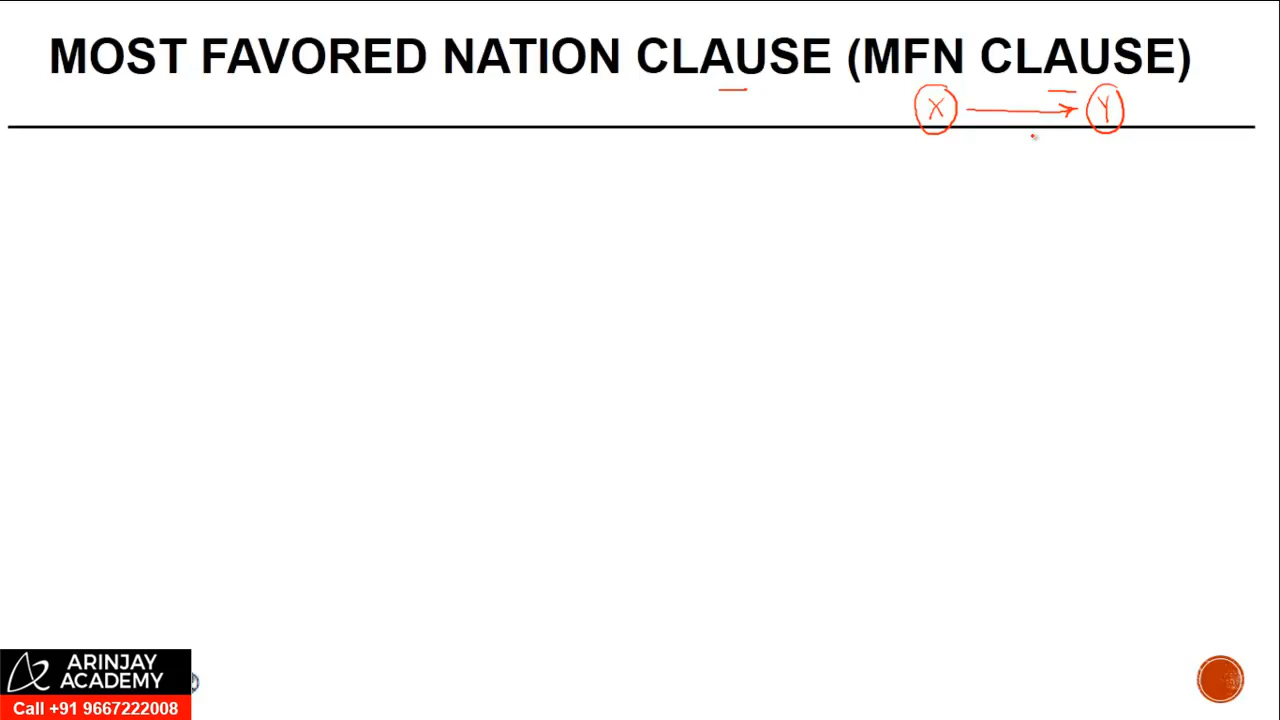 MOST FAVORED NATION CLAUSE (MFN CLAUSE)
X Y
ARINJAY
ACADEMY
Call +91 9667222008